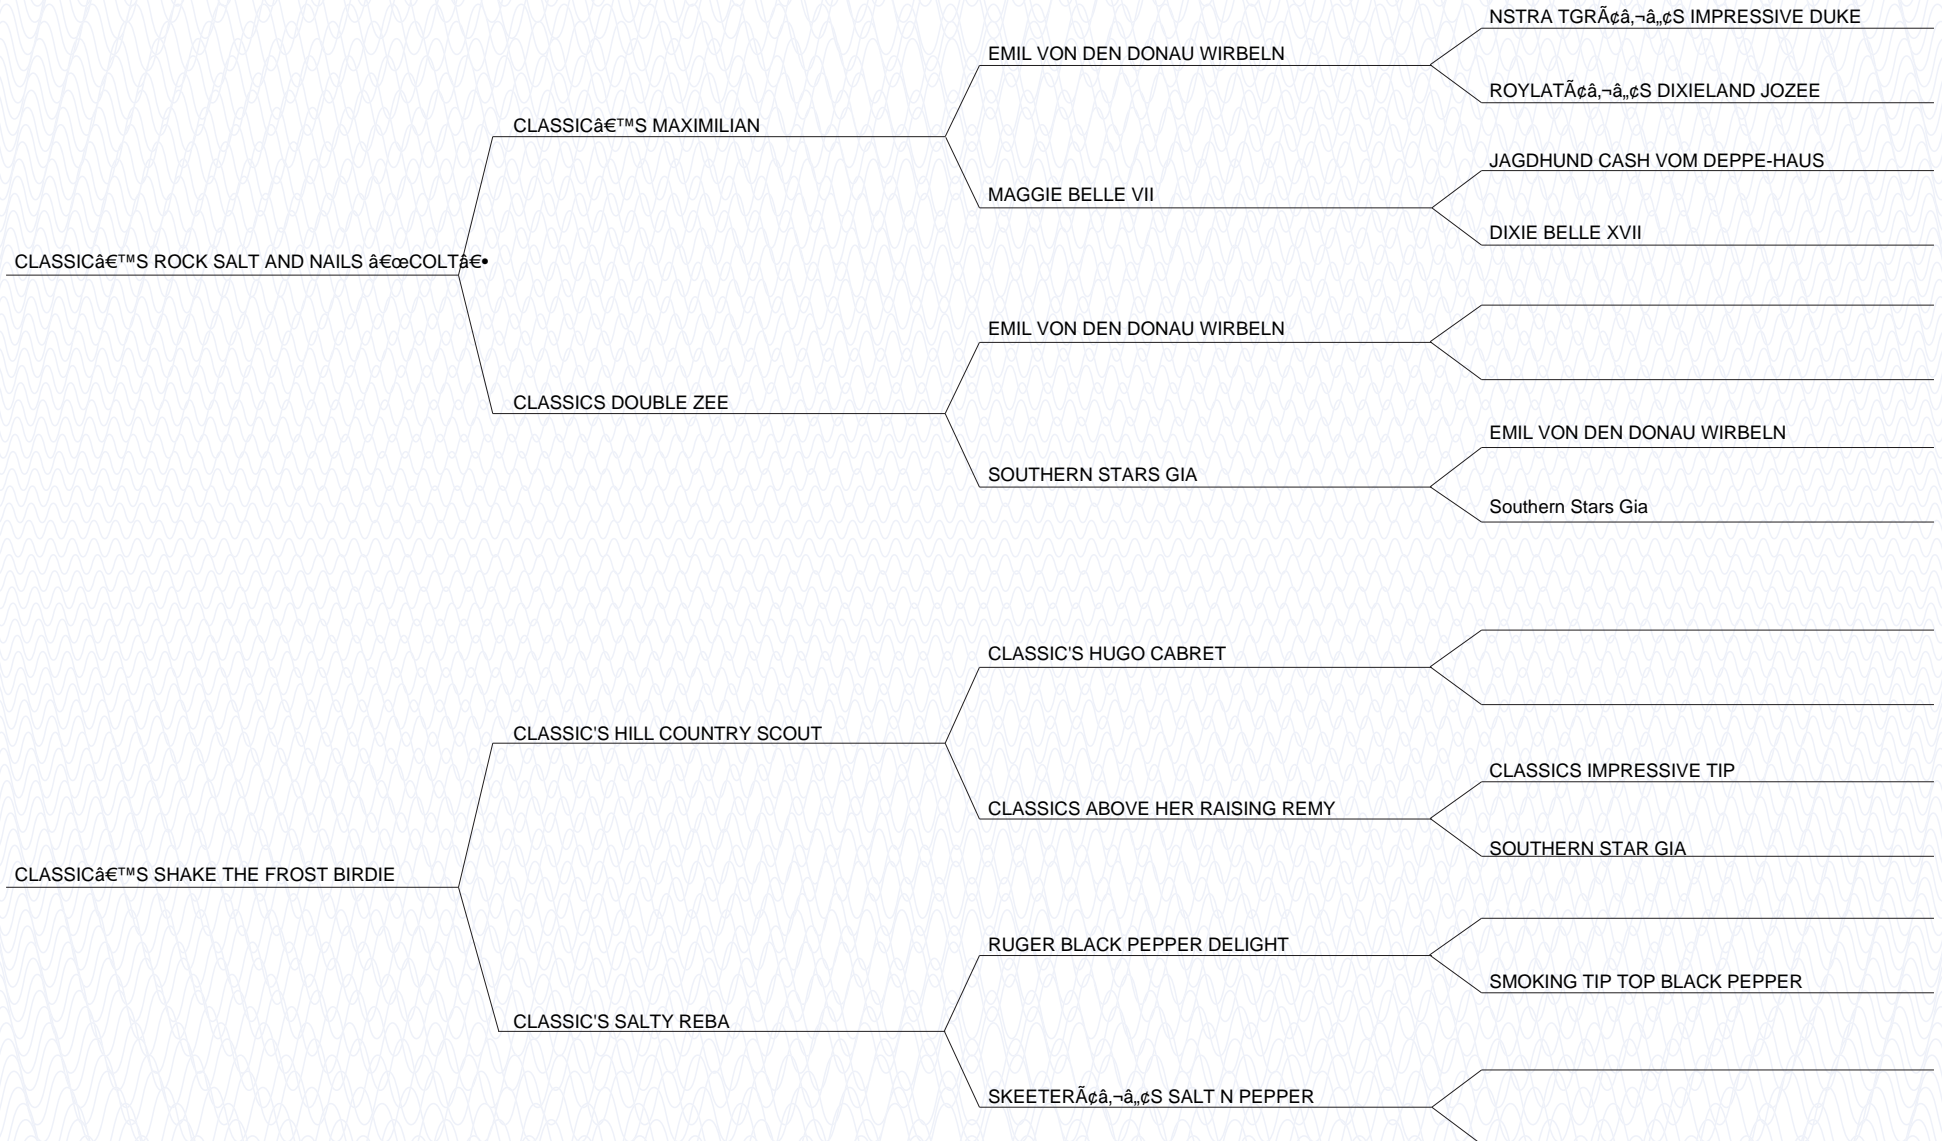 NSTRA TGRÃ¢â‚¬â„¢S IMPRESSIVE DUKE
EMIL VON DEN DONAU WIRBELN
ROYLATÃ¢â‚¬â„¢S DIXIELAND JOZEE
CLASSICâ€™S MAXIMILIAN
JAGDHUND CASH VOM DEPPE-HAUS
MAGGIE BELLE VII
DIXIE BELLE XVII
CLASSICâ€™S ROCK SALT AND NAILS â€œCOLTâ€•
EMIL VON DEN DONAU WIRBELN
CLASSICS DOUBLE ZEE
EMIL VON DEN DONAU WIRBELN
SOUTHERN STARS GIA
Southern Stars Gia
CLASSIC'S HUGO CABRET
CLASSIC'S HILL COUNTRY SCOUT
CLASSICS IMPRESSIVE TIP
CLASSICS ABOVE HER RAISING REMY
SOUTHERN STAR GIA
CLASSICâ€™S SHAKE THE FROST BIRDIE
RUGER BLACK PEPPER DELIGHT
SMOKING TIP TOP BLACK PEPPER
CLASSIC'S SALTY REBA
SKEETERÃ¢â‚¬â„¢S SALT N PEPPER